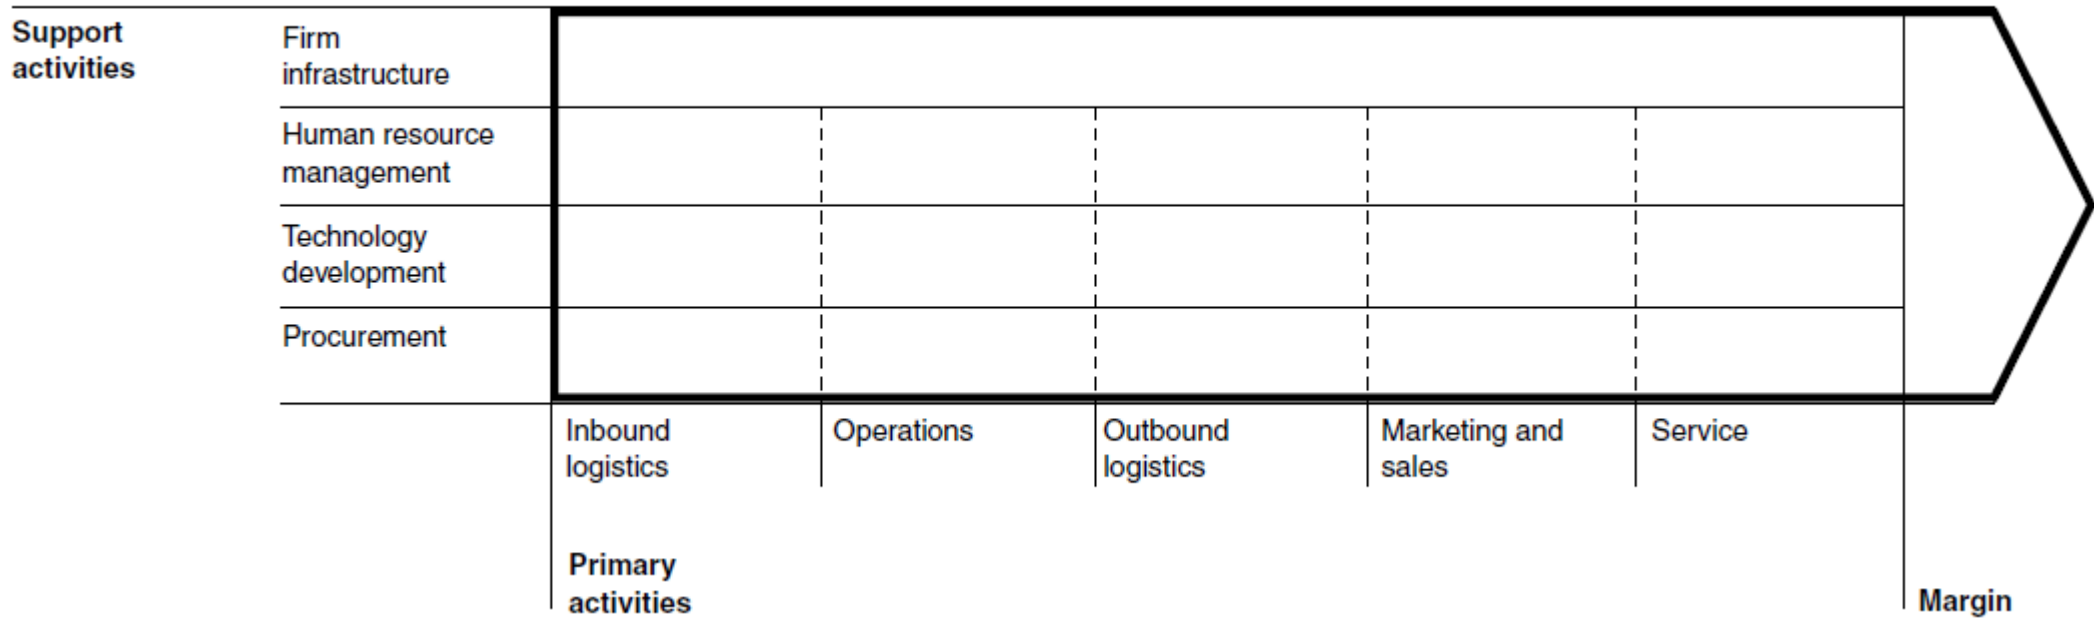 Support
activities
Firm
infrastructure
Human resource
management
Technology
development
Procurement
Inbound
logistics
Operations
Outbound
logistics
Marketing and
sales
Service
Primary
activities
Margin